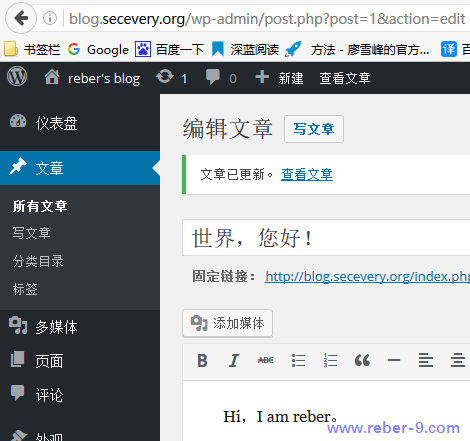 blog.secevery.org/wp-admin/post.php?post=1&action=edit
书签栏 Google 百度一下 深蓝阅读 方法 - 廖雪峰的官方... 译
reber's blog 1 0 新建 查看文章
仪表盘
文章
所有文章
写文章
分类目录
标签
多媒体
页面
评论
外观
编辑文章 写文章
文章已更新。 查看文章
世界，您好！
固定链接： http://blog.secevery.org/index.php
添加媒体
B I ABC
Hi，I am reber。
www.reber-9.com